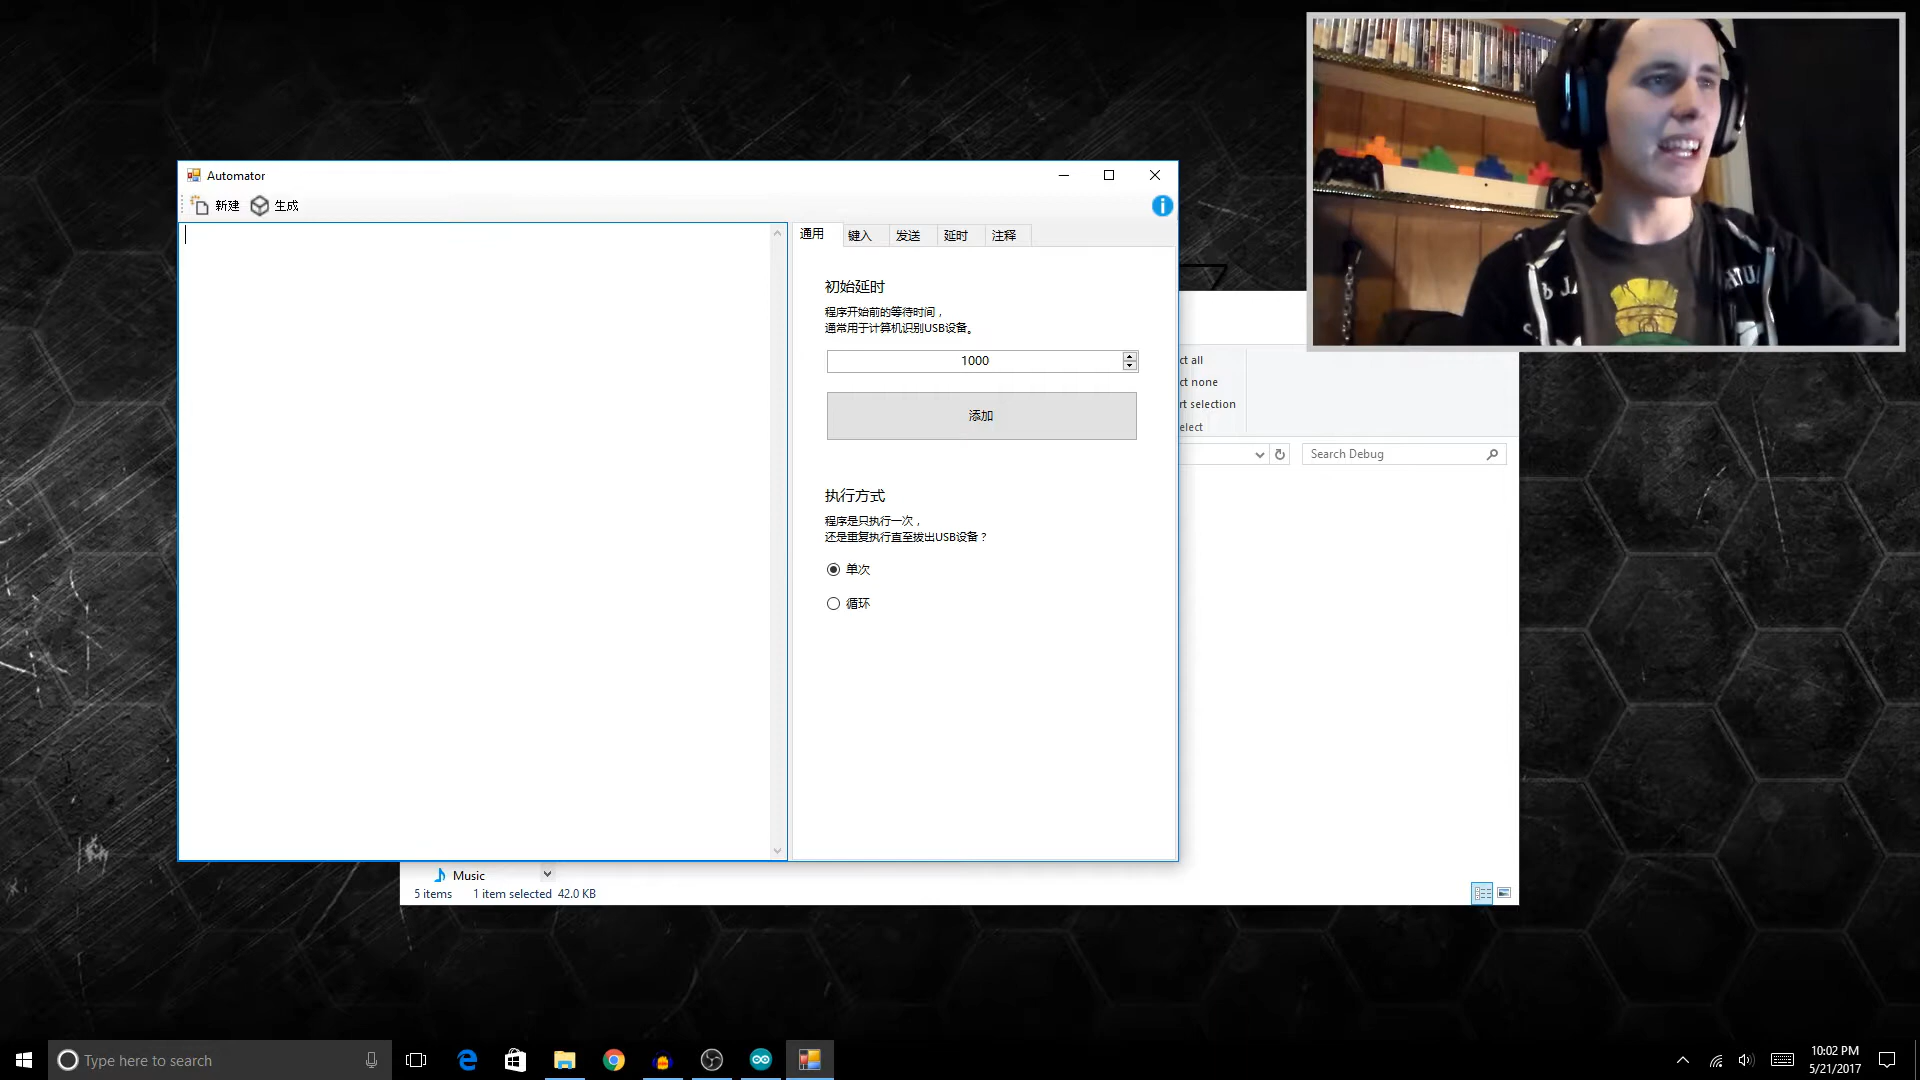 Automator
新建 生成
通用 键入 发送 延时 注释
初始延时
程序开始前的等待时间，
通常用于计算机识别USB设备。
1000
添加
执行方式
程序是只执行一次，
还是重复执行直至拔出USB设备？
单次
循环
ct all
ct none
rt selection
elect
Search Debug
Music
5 items 1 item selected 42.0 KB
Type here to search
10:02 PM
5/21/2017